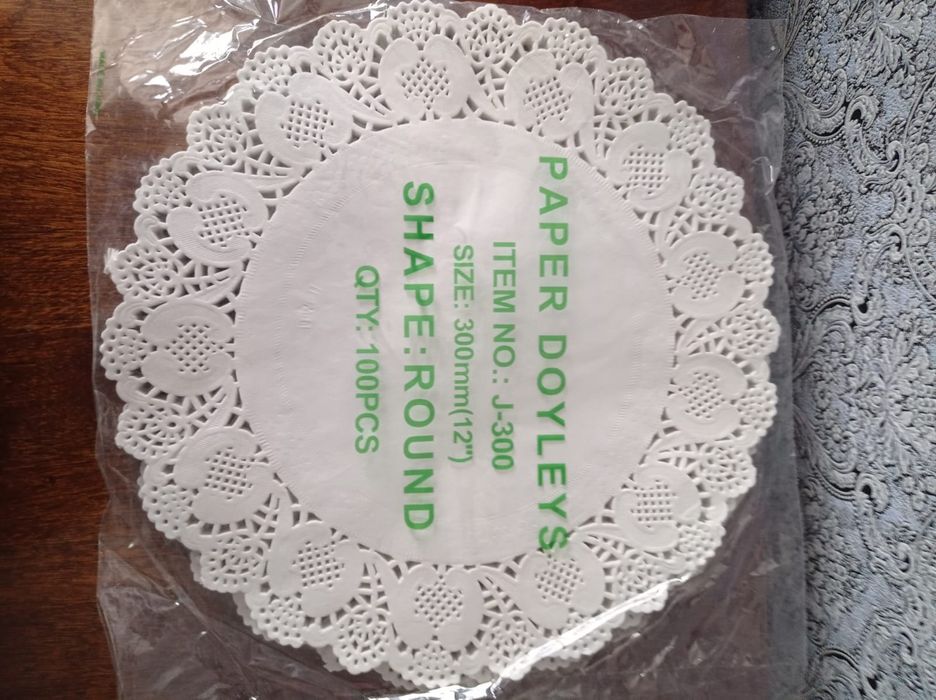 PAPER DOYLEYS
ITEM NO.: J-300
SIZE: 300mm(12")
SHAPE:ROUND
QTY: 100PCS